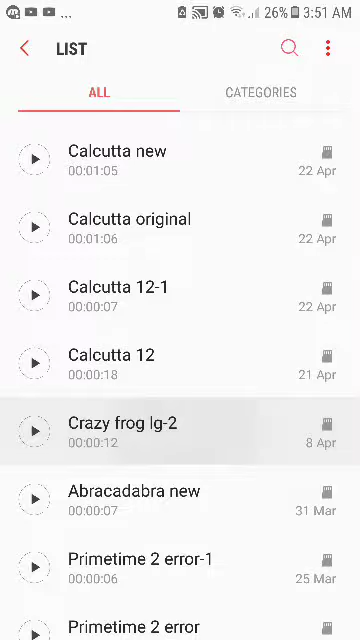 ... 26% 3:51 AM
LIST
ALL CATEGORIES
Calcutta new
00:01:05 22 Apr
Calcutta original
00:01:06 22 Apr
Calcutta 12-1
00:00:07 22 Apr
Calcutta 12
00:00:18 21 Apr
Crazy frog lg-2
00:00:12 8 Apr
Abracadabra new
00:00:07 31 Mar
Primetime 2 error-1
00:00:06 25 Mar
Primetime 2 error